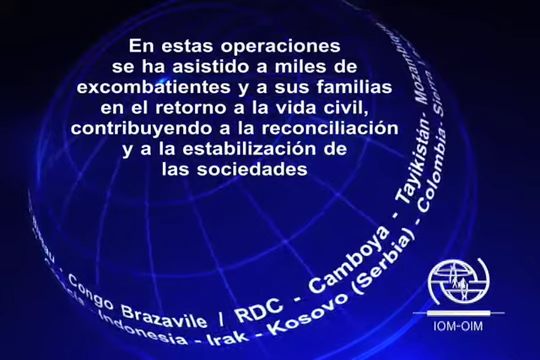 En estas operaciones
se ha asistido a miles de
excombatientes y a sus familias
en el retorno a la vida civil,
contribuyendo a la reconciliación
y a la estabilización de
las sociedades
Congo Brazavile / RDC - Camboya - Tayikistán-
Indonesia - Irak - Kosovo (Serbia) - Colombia - Sierra
IOM-OIM